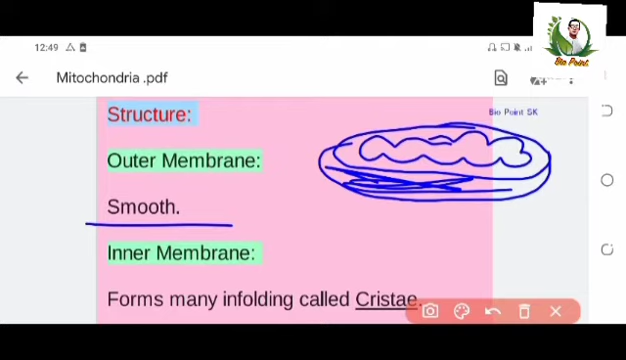 12:49
Bio Point
Mitochondria .pdf
Bio Point SK
Structure:
Outer Membrane:
Smooth.
Inner Membrane:
Forms many infolding called Cristae.